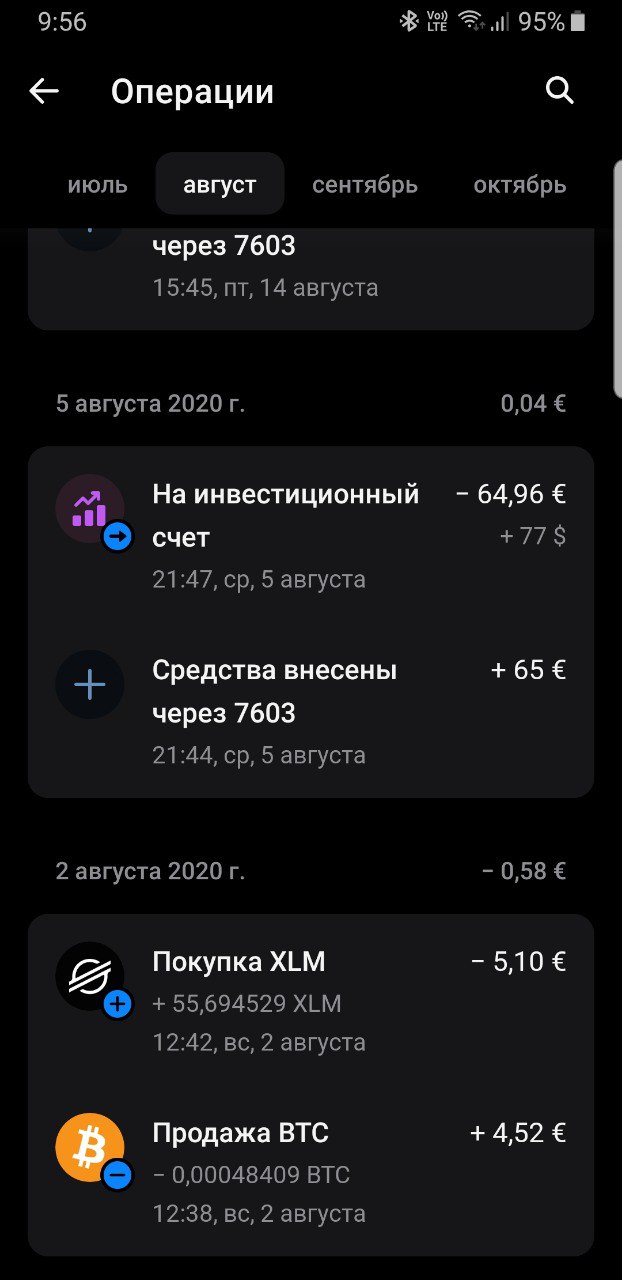 9:56
Vo))
LTE
95%
Операции
июль
август
сентябрь
октябрь
через 7603
15:45, пт, 14 августа
5 августа 2020 г.
0,04 €
На инвестиционный
− 64,96 €
счет
+ 77 $
21:47, ср, 5 августа
Средства внесены
+ 65 €
через 7603
21:44, ср, 5 августа
2 августа 2020 г.
− 0,58 €
Покупка XLM
− 5,10 €
+ 55,694529 XLM
12:42, вс, 2 августа
Продажа BTC
+ 4,52 €
− 0,00048409 BTC
12:38, вс, 2 августа